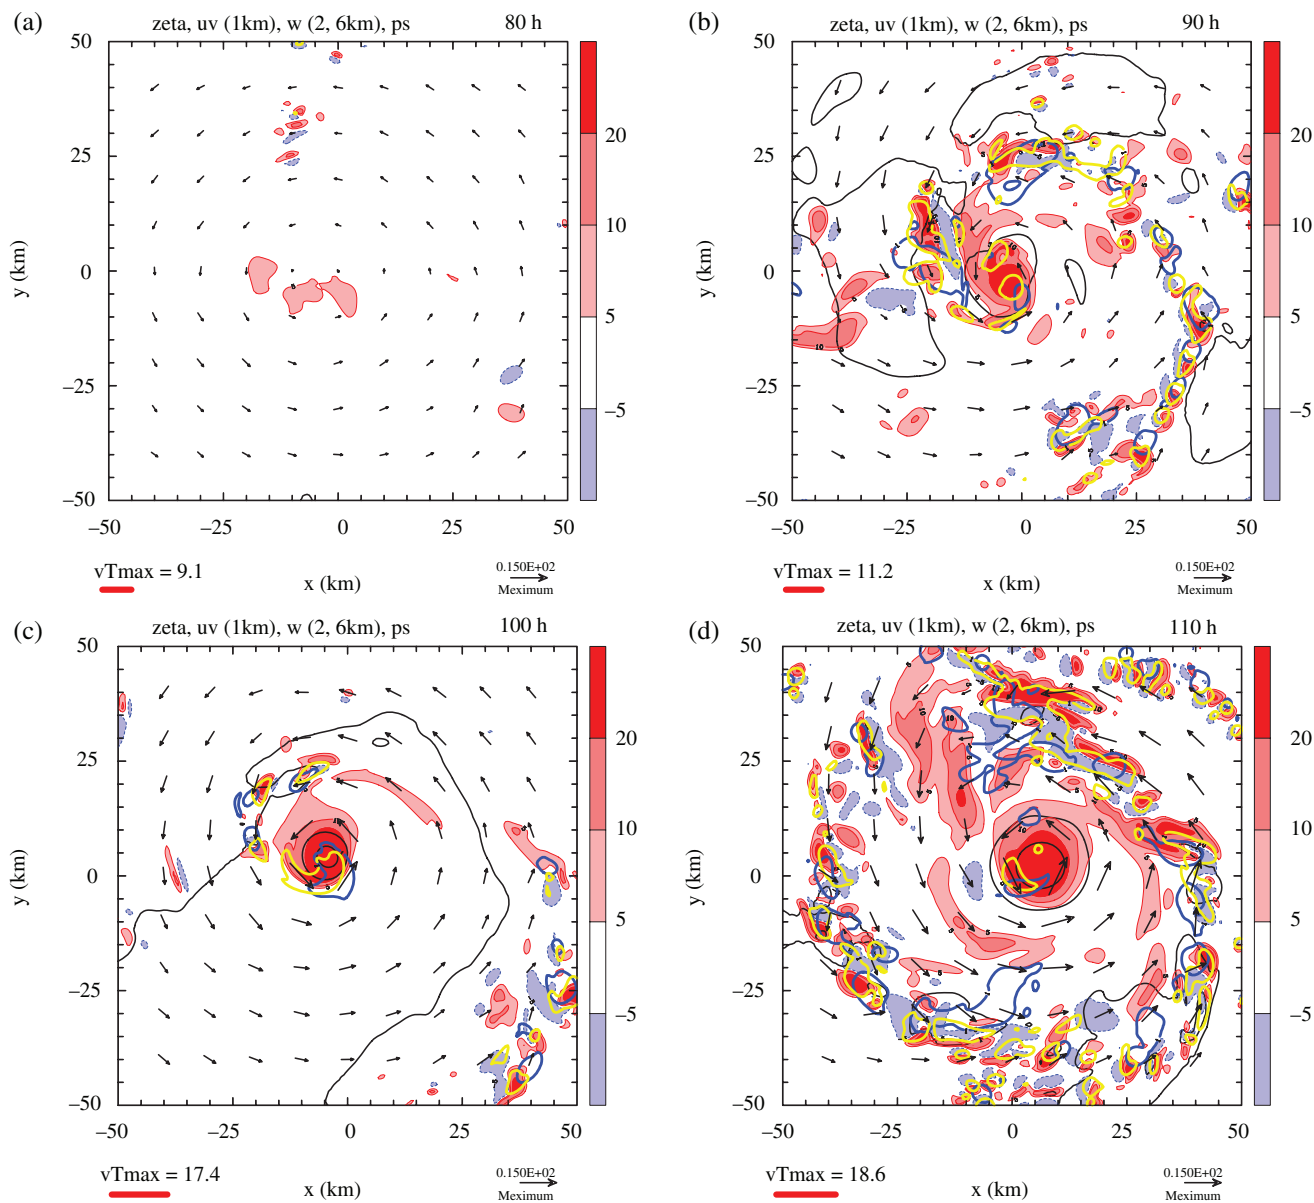 (a) zeta, uv (1km), w (2, 6km), ps 80 h
50
25
0
−25
−50
y (km)
−50 −25 0 25 50
x (km)
20
10
5
−5
vTmax = 9.1
0.150E+02
Meximum
(b) zeta, uv (1km), w (2, 6km), ps 90 h
50
25
0
−25
−50
y (km)
−50 −25 0 25 50
x (km)
20
10
5
−5
vTmax = 11.2
0.150E+02
Meximum
(c) zeta, uv (1km), w (2, 6km), ps 100 h
50
25
0
−25
−50
y (km)
−50 −25 0 25 50
x (km)
20
10
5
−5
vTmax = 17.4
0.150E+02
Meximum
(d) zeta, uv (1km), w (2, 6km), ps 110 h
50
25
0
−25
−50
y (km)
−50 −25 0 25 50
x (km)
20
10
5
−5
vTmax = 18.6
0.150E+02
Meximum